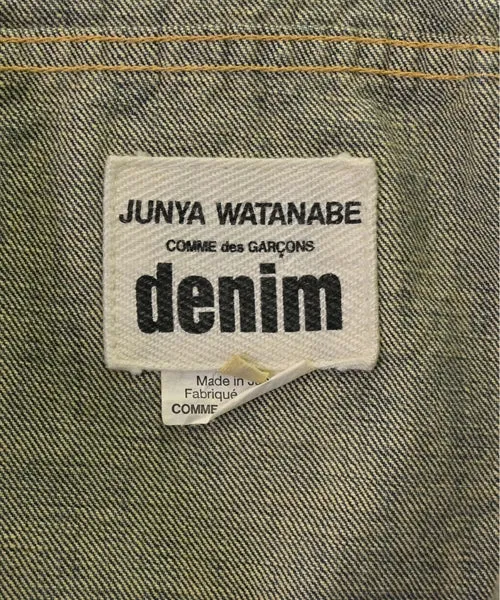 JUNYA WATANABE
COMME des GARÇONS
denim
Made in
Fabriqué
COMME